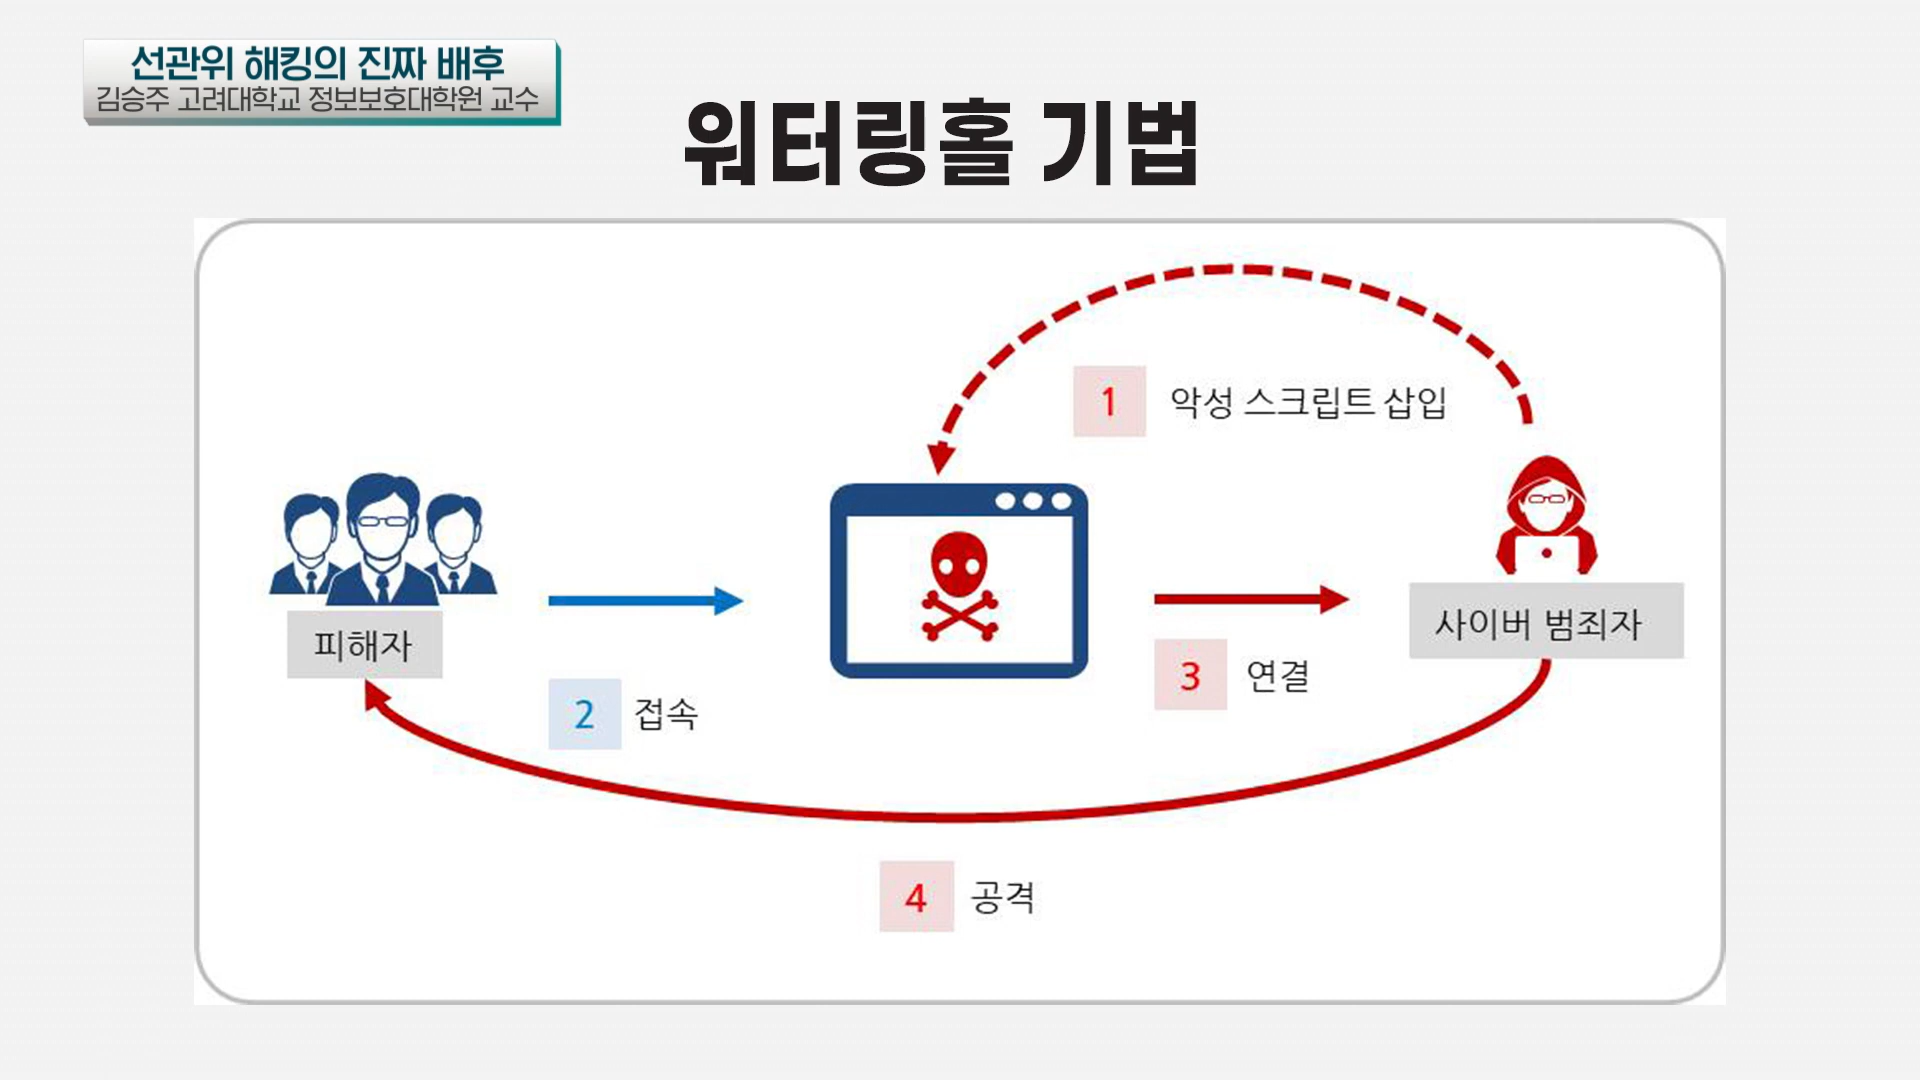 선관위 해킹의 진짜 배후
김승주 고려대학교 정보보호대학원 교수
워터링홀 기법
1 악성 스크립트 삽입
피해자
사이버 범죄자
2 접속
3 연결
4 공격